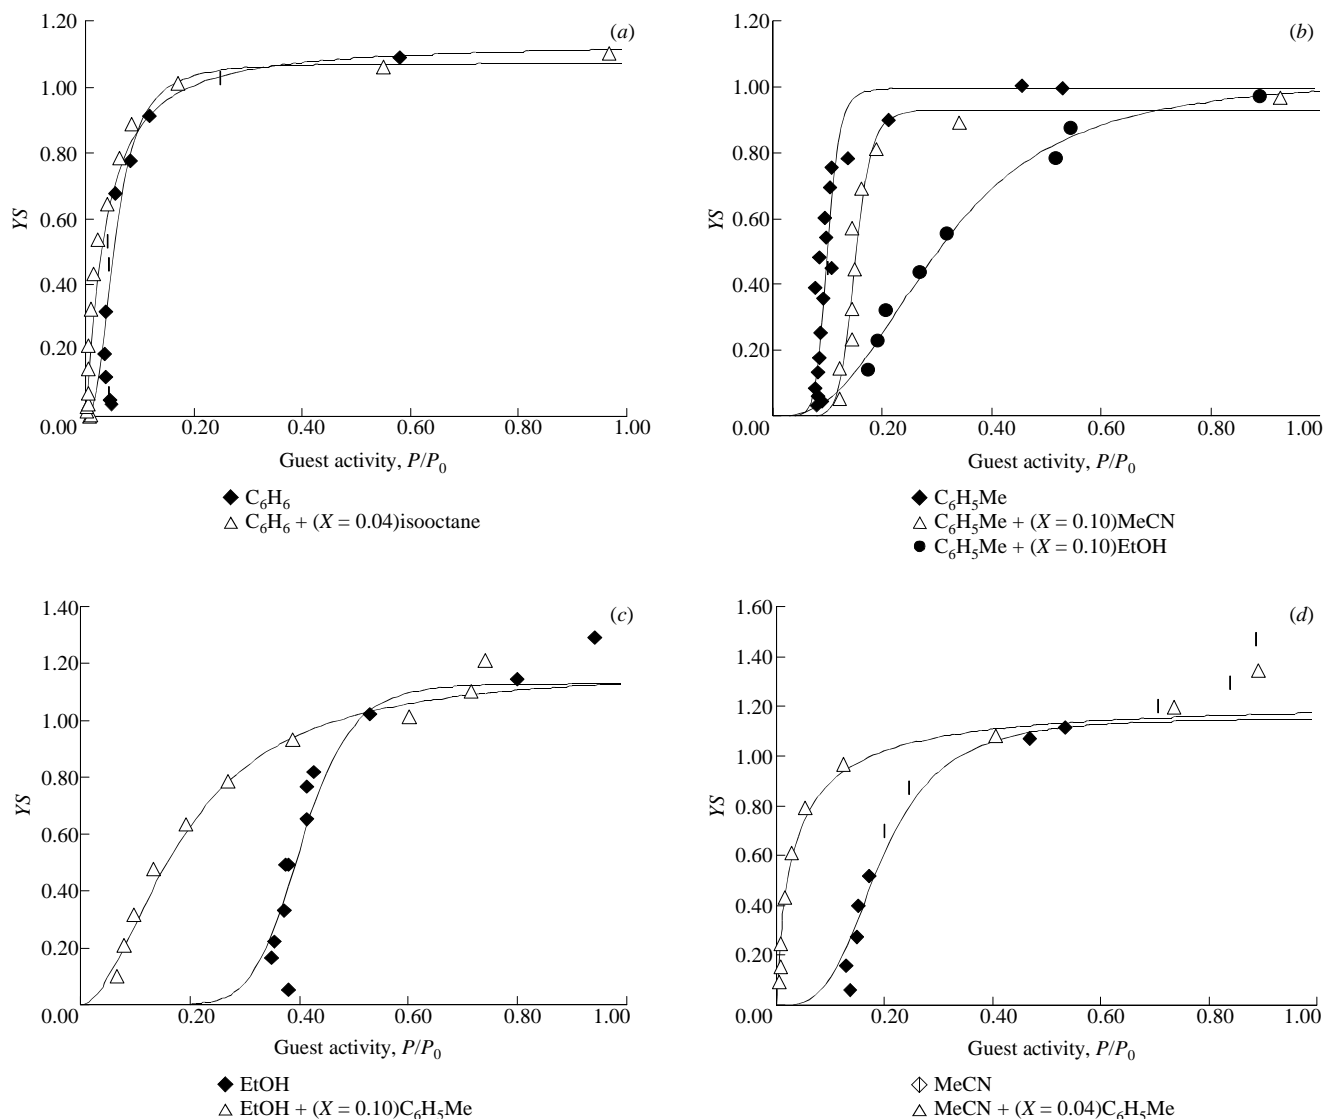 1.20
(a)
1.00
0.80
0.60
YS
0.40
0.20
0.00 0.20 0.40 0.60 0.80 1.00
Guest activity, P/P₀
C₆H₆
C₆H₆ + (X = 0.04)isooctane
1.20
(b)
1.00
0.80
0.60
YS
0.40
0.20
0.00 0.20 0.40 0.60 0.80 1.00
Guest activity, P/P₀
C₆H₅Me
C₆H₅Me + (X = 0.10)MeCN
C₆H₅Me + (X = 0.10)EtOH
1.40
(c)
1.20
1.00
0.80
YS
0.60
0.40
0.20
0.00 0.20 0.40 0.60 0.80 1.00
Guest activity, P/P₀
EtOH
EtOH + (X = 0.10)C₆H₅Me
1.60
(d)
1.40
1.20
1.00
0.80
YS
0.60
0.40
0.20
0.00 0.20 0.40 0.60 0.80 1.00
Guest activity, P/P₀
MeCN
MeCN + (X = 0.04)C₆H₅Me